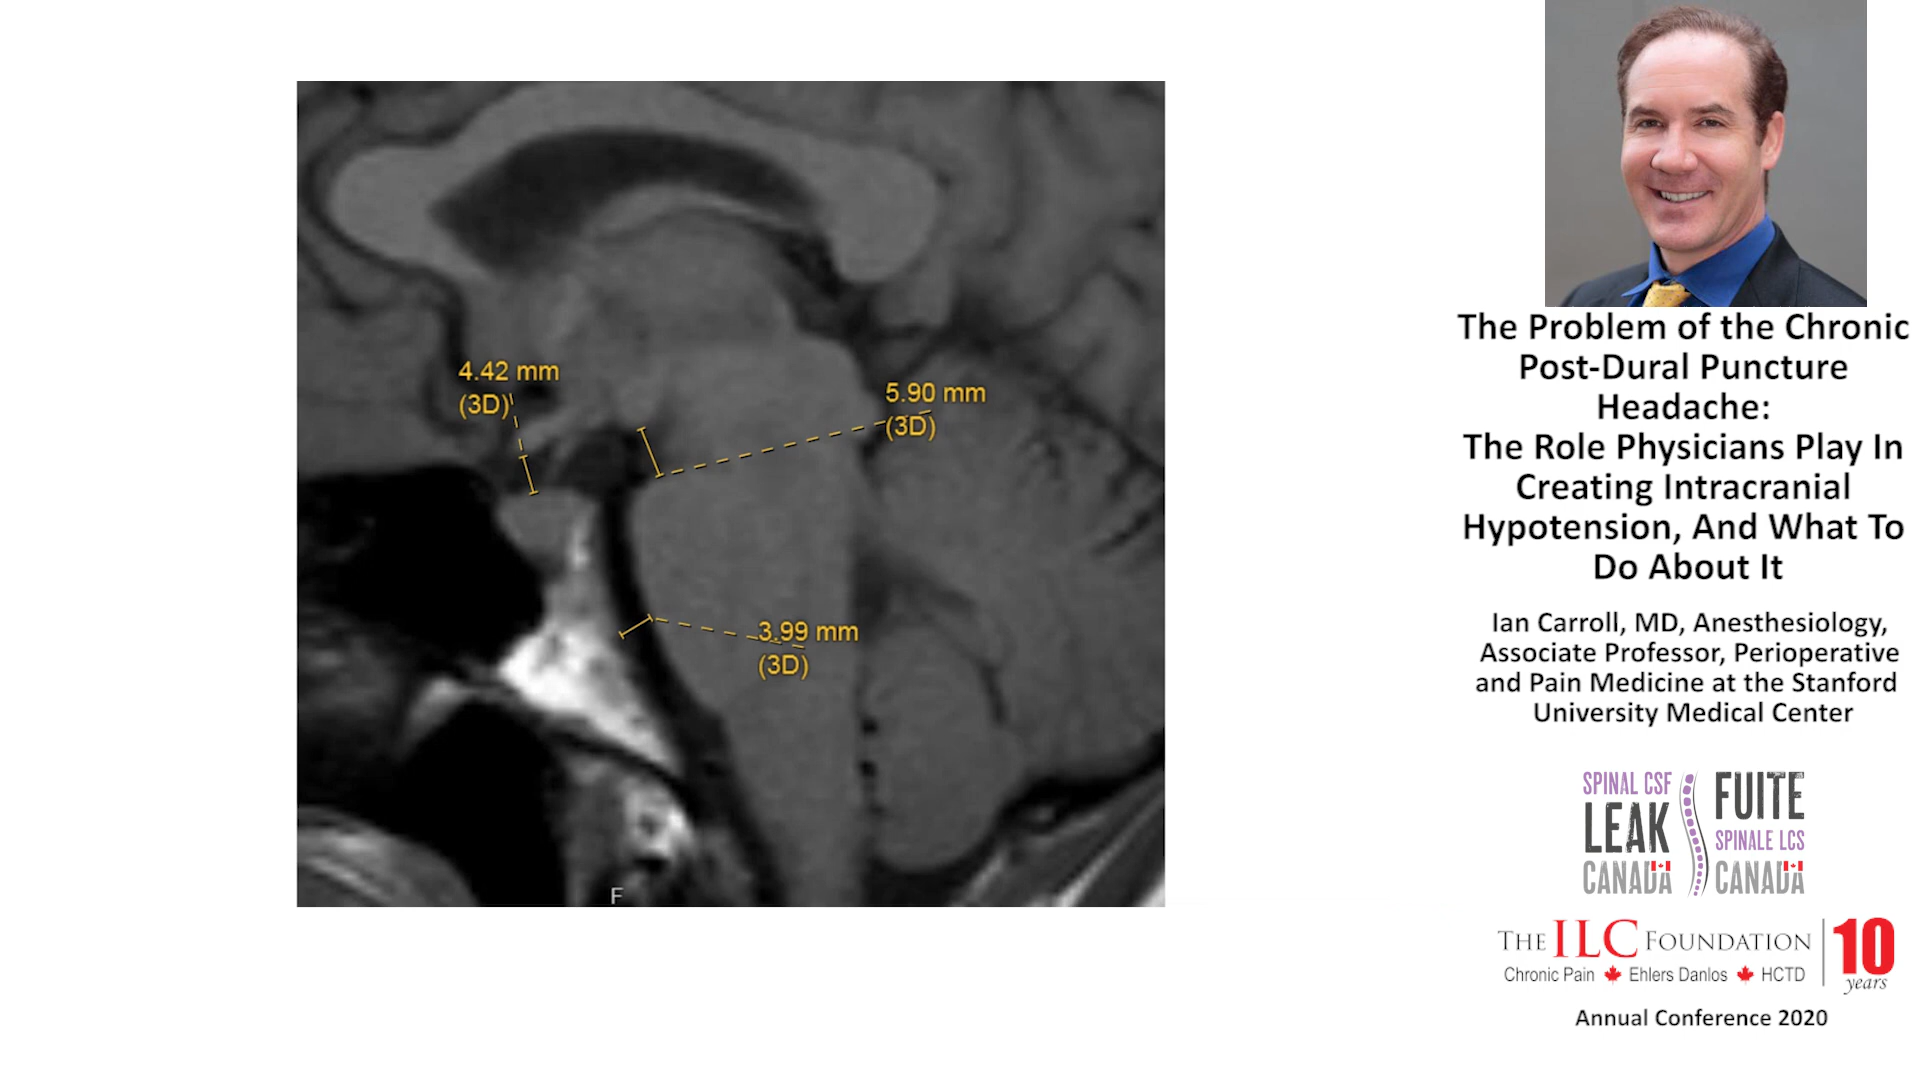 4.42 mm
(3D)
5.90 mm
(3D)
3.99 mm
(3D)
F
The Problem of the Chronic
Post-Dural Puncture
Headache:
The Role Physicians Play In
Creating Intracranial
Hypotension, And What To
Do About It
Ian Carroll, MD, Anesthesiology,
Associate Professor, Perioperative
and Pain Medicine at the Stanford
University Medical Center
SPINAL CSF
LEAK
CANADA
FUITE
SPINALE LCS
CANADA
THE ILC FOUNDATION
Chronic Pain Ehlers Danlos HCTD
10
years
Annual Conference 2020